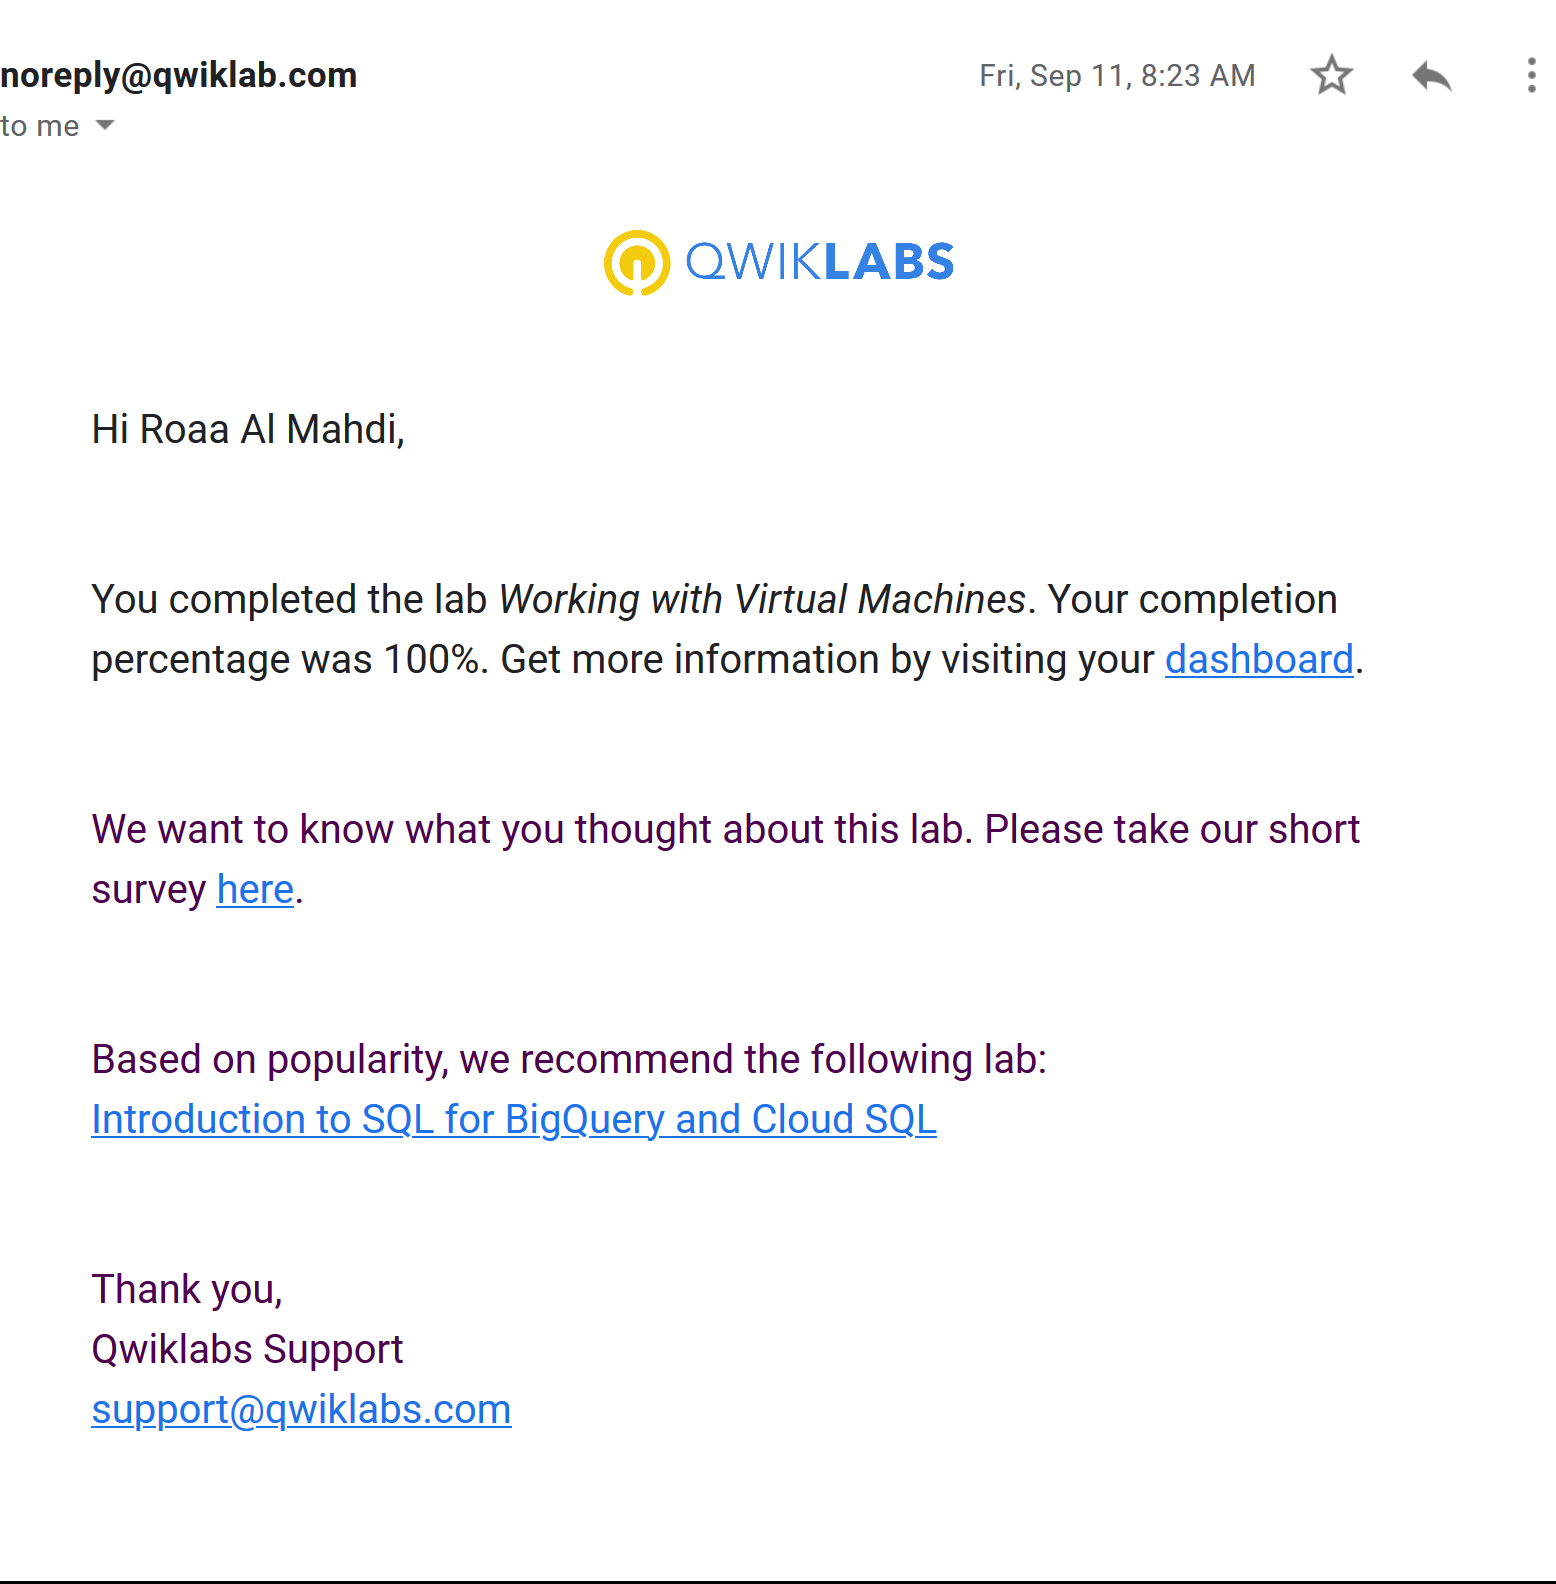 noreply@qwiklab.com
Fri, Sep 11, 8:23 AM
to me
QWIKLABS
Hi Roaa Al Mahdi,
You completed the lab Working with Virtual Machines. Your completion
percentage was 100%. Get more information by visiting your dashboard.
We want to know what you thought about this lab. Please take our short
survey here.
Based on popularity, we recommend the following lab:
Introduction to SQL for BigQuery and Cloud SQL
Thank you,
Qwiklabs Support
support@qwiklabs.com